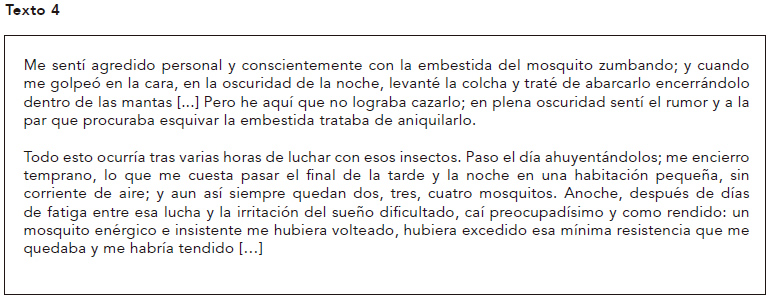 Texto 4
Me sentí agredido personal y conscientemente con la embestida del mosquito zumbando; y cuando
me golpeó en la cara, en la oscuridad de la noche, levanté la colcha y traté de abarcarlo encerrándolo
dentro de las mantas [...] Pero he aquí que no lograba cazarlo; en plena oscuridad sentí el rumor y a la
par que procuraba esquivar la embestida trataba de aniquilarlo.
Todo esto ocurría tras varias horas de luchar con esos insectos. Paso el día ahuyentándolos; me encierro
temprano, lo que me cuesta pasar el final de la tarde y la noche en una habitación pequeña, sin
corriente de aire; y aun así siempre quedan dos, tres, cuatro mosquitos. Anoche, después de días
de fatiga entre esa lucha y la irritación del sueño dificultado, caí preocupadísimo y como rendido: un
mosquito enérgico e insistente me hubiera volteado, hubiera excedido esa mínima resistencia que me
quedaba y me habría tendido [...]